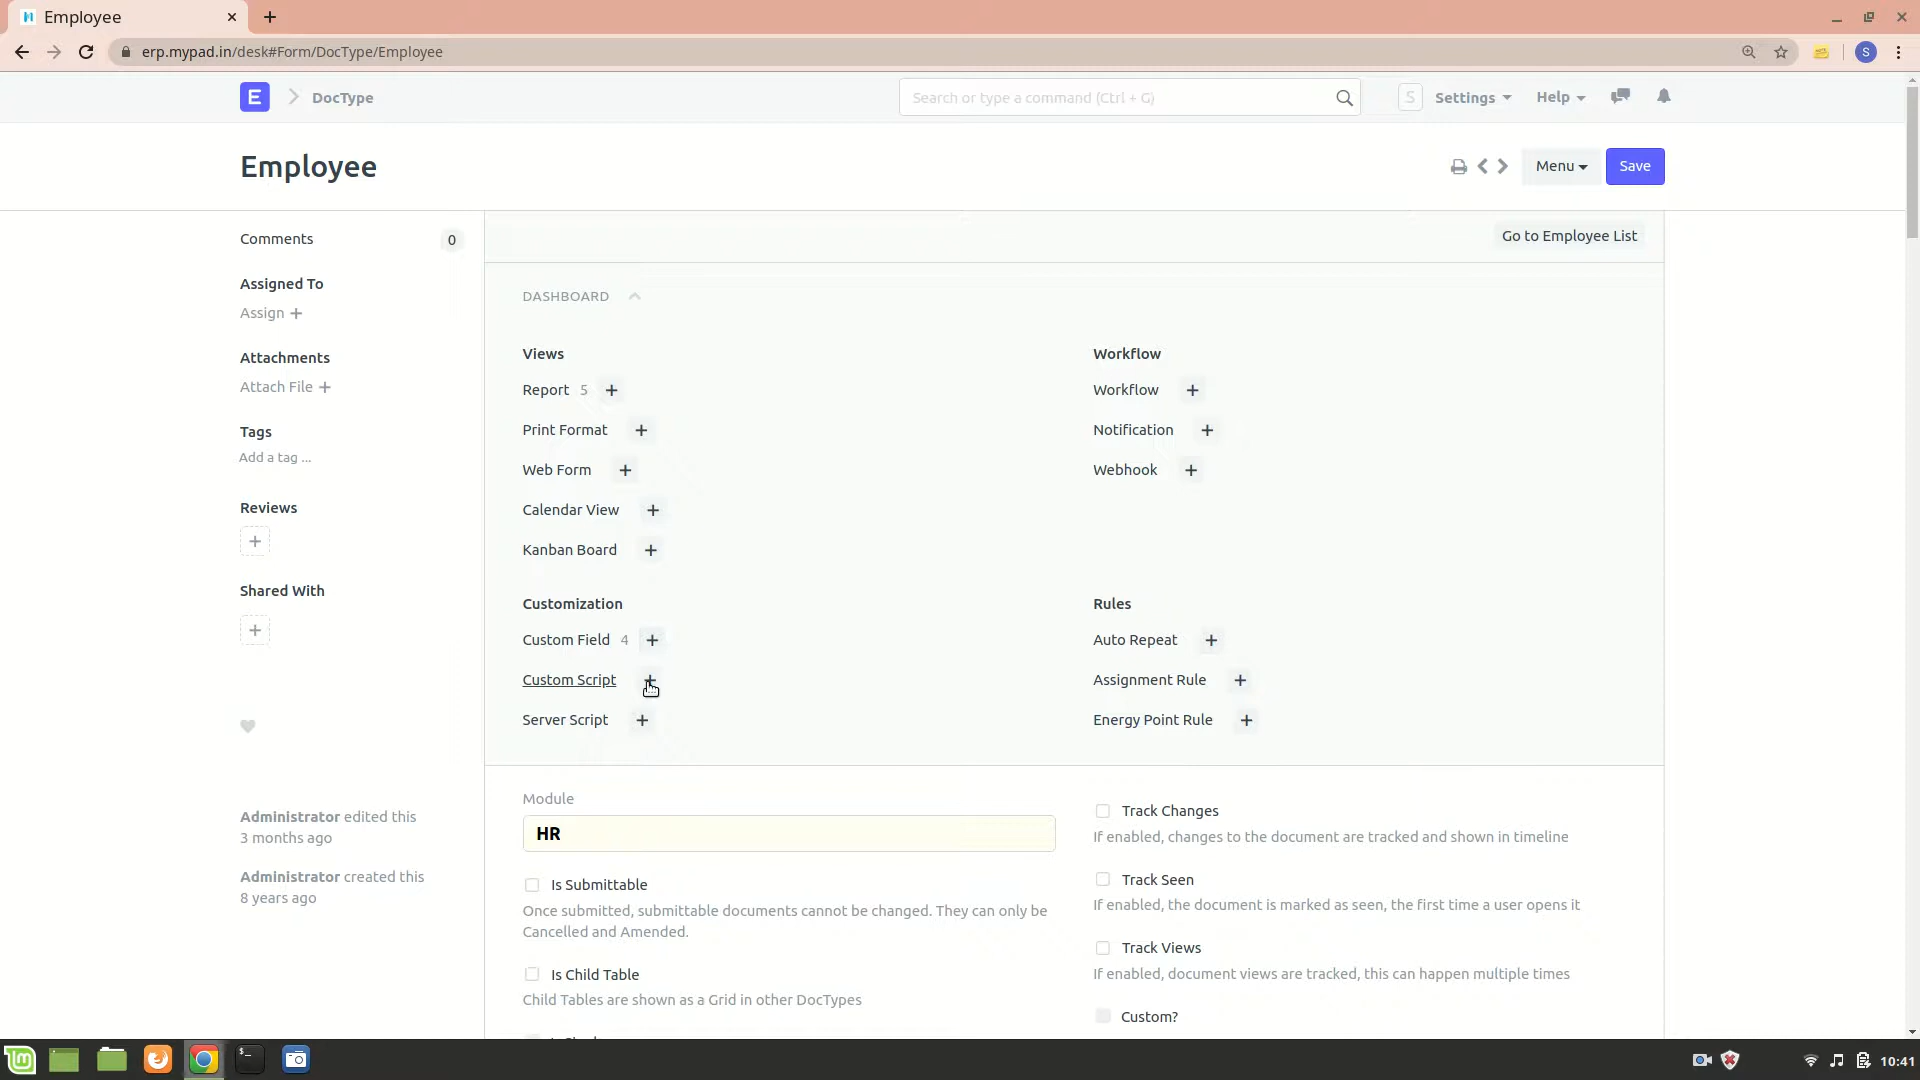 Employee
erp.mypad.in/desk#Form/DocType/Employee
S
E
DocType
Search or type a command (Ctrl + G)
S
Settings
Help
Employee
Menu
Save
Comments 0
Assigned To
Assign +
Attachments
Attach File +
Tags
Add a tag ...
Reviews
+
Shared With
+
Administrator edited this
3 months ago
Administrator created this
8 years ago
Go to Employee List
DASHBOARD
Views
Report 5 +
Print Format +
Web Form +
Calendar View +
Kanban Board +
Workflow
Workflow +
Notification +
Webhook +
Customization
Custom Field 4 +
Custom Script +
Server Script +
Rules
Auto Repeat +
Assignment Rule +
Energy Point Rule +
Module
HR
Is Submittable
Once submitted, submittable documents cannot be changed. They can only be
Cancelled and Amended.
Is Child Table
Child Tables are shown as a Grid in other DocTypes
Track Changes
If enabled, changes to the document are tracked and shown in timeline
Track Seen
If enabled, the document is marked as seen, the first time a user opens it
Track Views
If enabled, document views are tracked, this can happen multiple times
Custom?
10:41